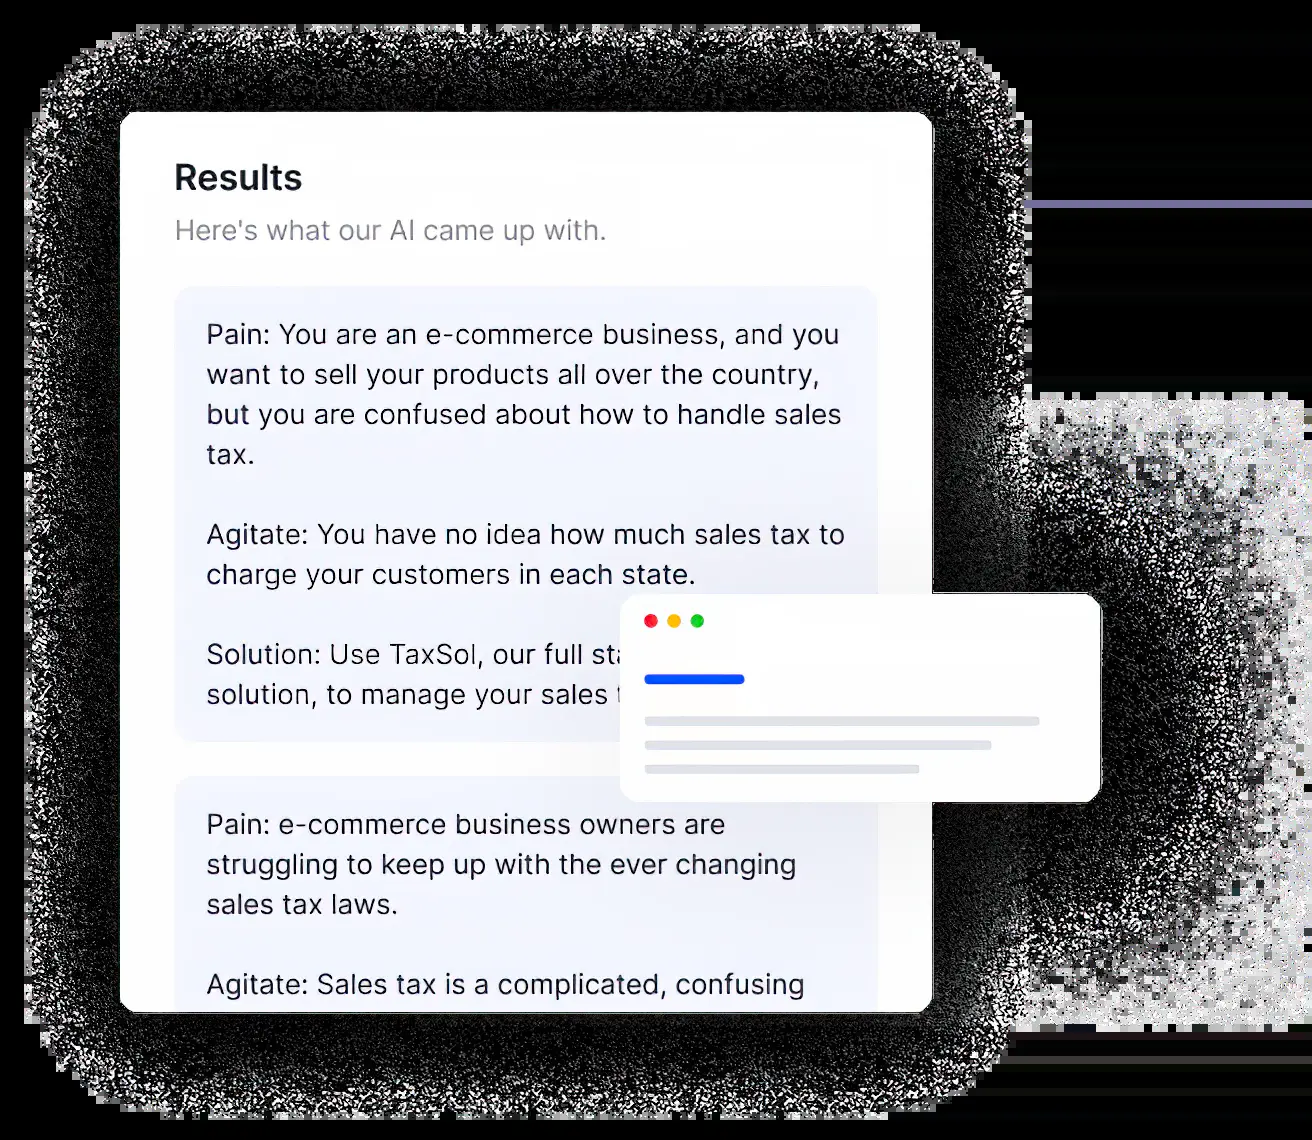 Results
Here's what our AI came up with.
Pain: You are an e-commerce business, and you
want to sell your products all over the country,
but you are confused about how to handle sales
tax.
Agitate: You have no idea how much sales tax to
charge your customers in each state.
Solution: Use TaxSol, our full
solution, to manage your sales
Pain: e-commerce business owners are
struggling to keep up with the ever changing
sales tax laws.
Agitate: Sales tax is a complicated, confusing